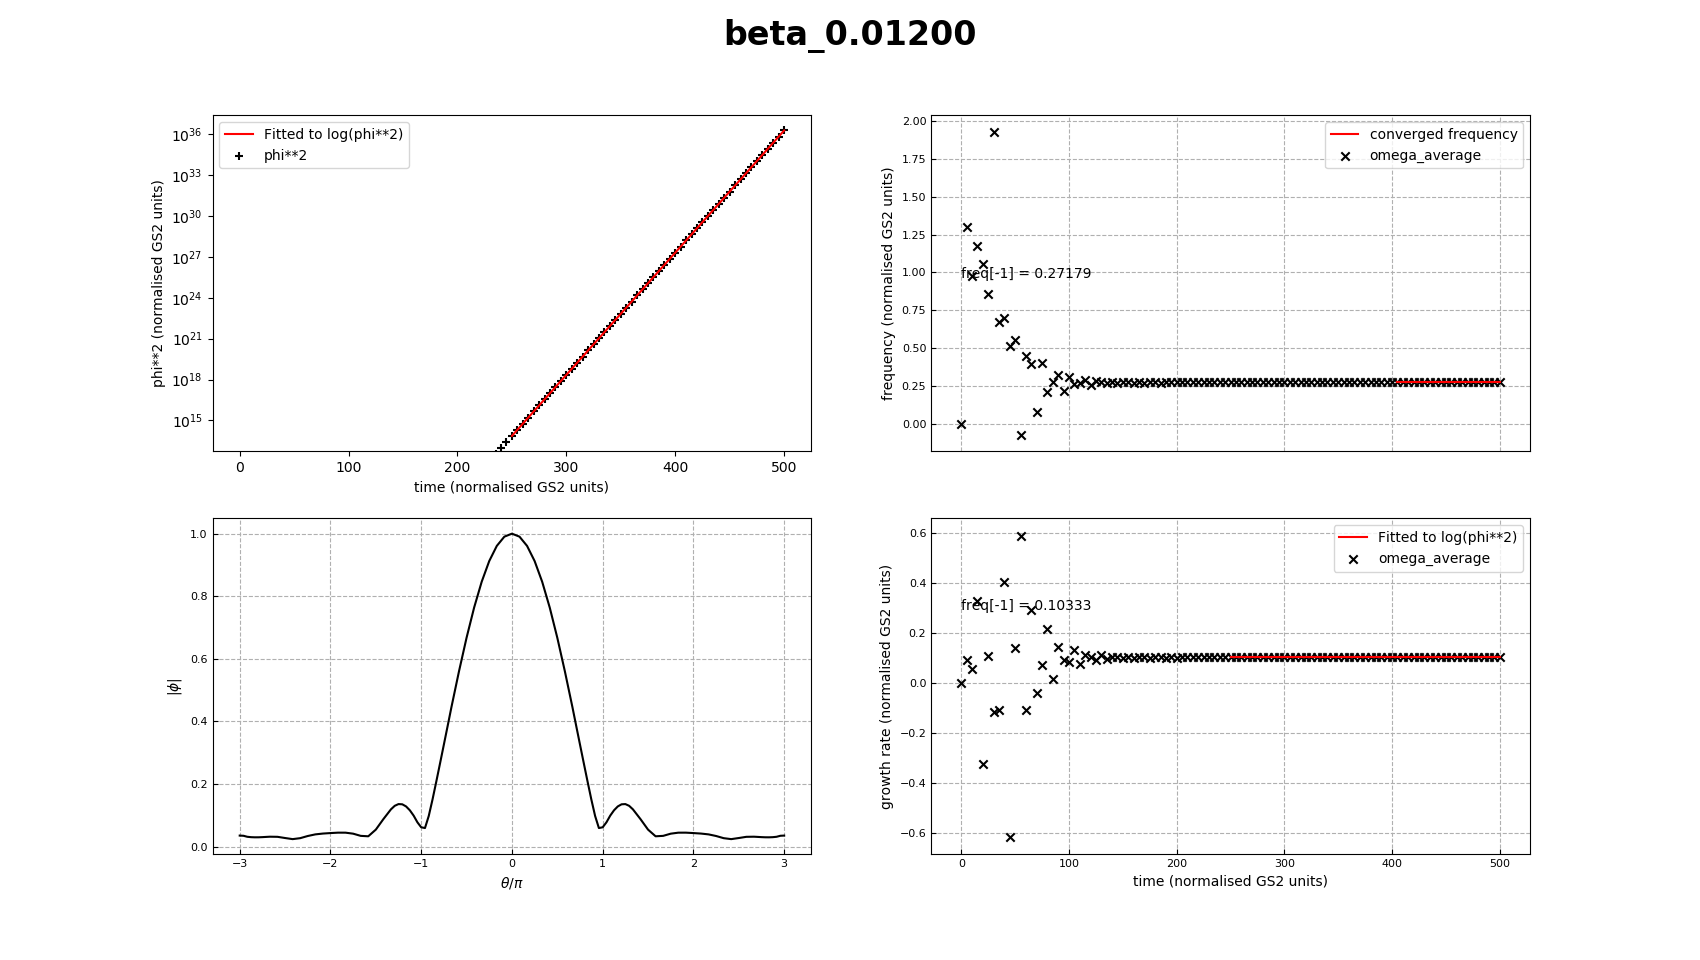 beta_0.01200
Fitted to log(phi**2)
phi**2
phi**2 (normalised GS2 units)
10^36
10^33
10^30
10^27
10^24
10^21
10^18
10^15
0 100 200 300 400 500
time (normalised GS2 units)
converged frequency
omega_average
freq[-1] = 0.27179
frequency (normalised GS2 units)
2.00
1.75
1.50
1.25
1.00
0.75
0.50
0.25
0.00
|ϕ|
1.0
0.8
0.6
0.4
0.2
0.0
−3 −2 −1 0 1 2 3
θ/π
Fitted to log(phi**2)
omega_average
freq[-1] = 0.10333
growth rate (normalised GS2 units)
0.6
0.4
0.2
0.0
−0.2
−0.4
−0.6
0 100 200 300 400 500
time (normalised GS2 units)